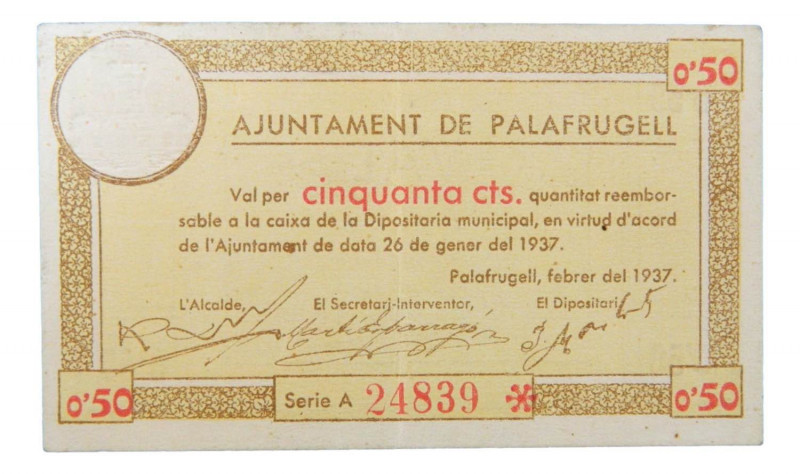 0'50
AJUNTAMENT DE PALAFRUGELL
Val per cinquanta cts. quantitat reembor-
sable a la caixa de la Dipositaria municipal, en virtud d'acord
de l'Ajuntament de data 26 de gener del 1937.
Palafrugell, febrer del 1937.
L'Alcalde, El Secretari-Interventor, El Dipositari
0'50 Serie A 24839 0'50